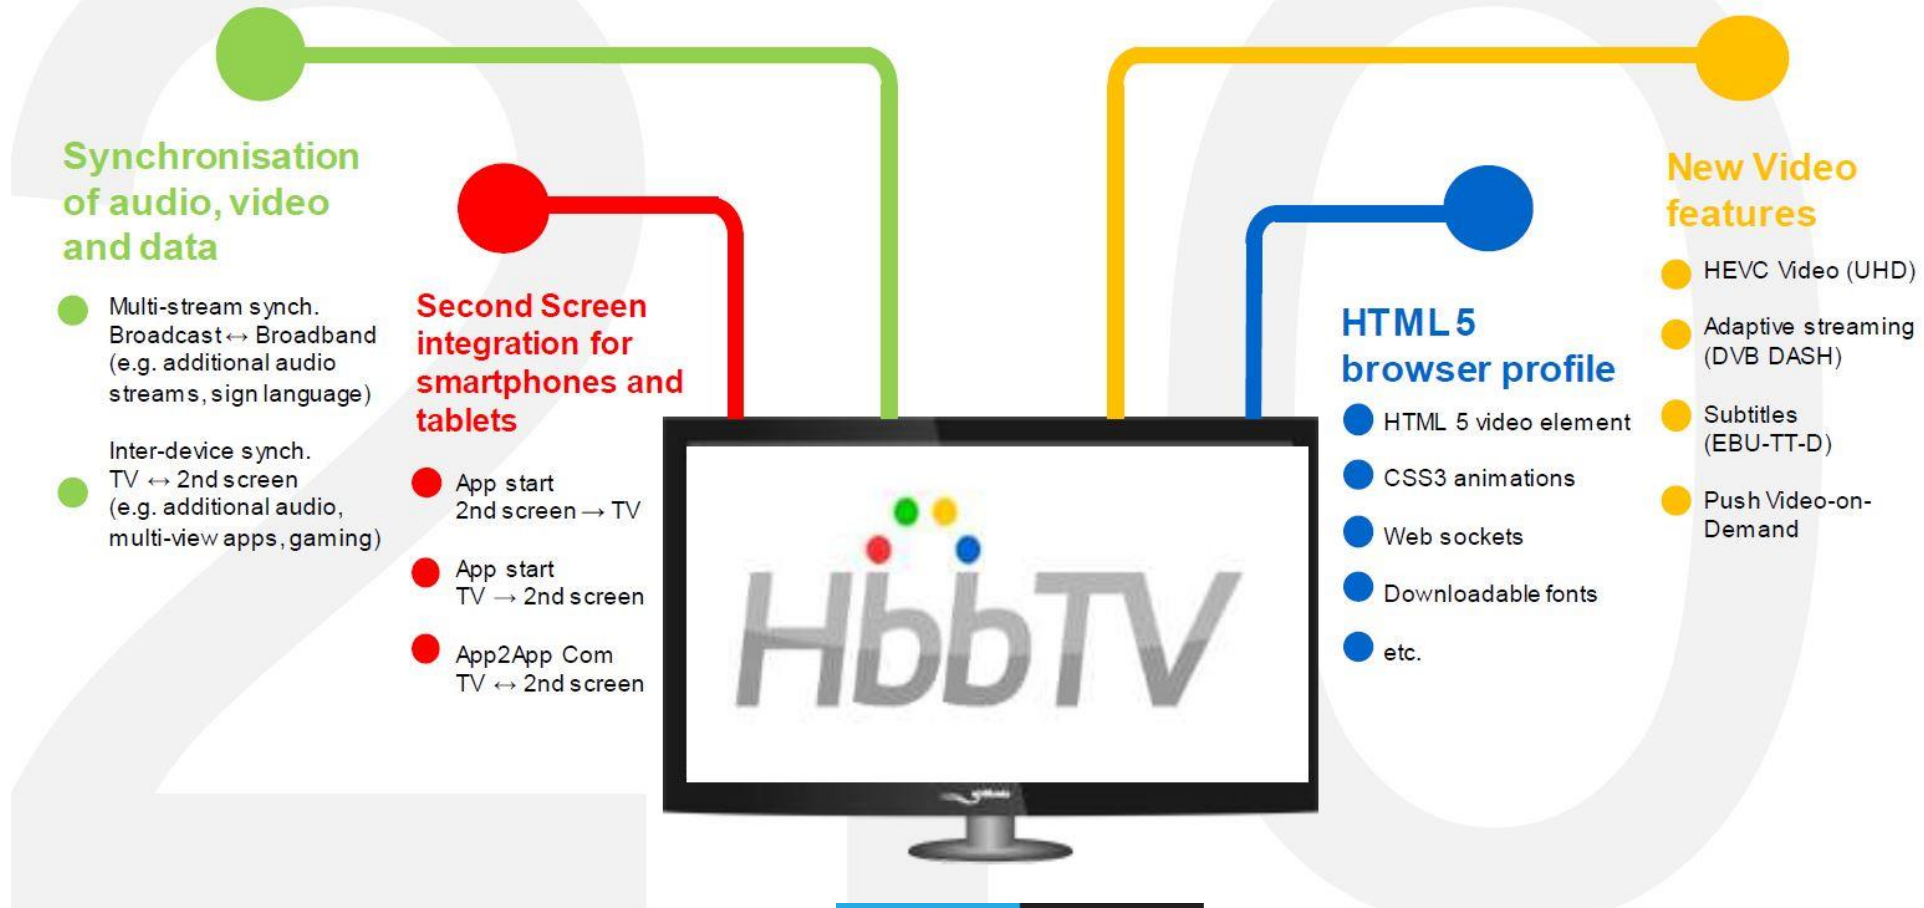 Synchronisation
of audio, video
and data
Multi-stream synch.
Broadcast ↔ Broadband
(e.g. additional audio
streams, sign language)
Inter-device synch.
TV ↔ 2nd screen
(e.g. additional audio,
multi-view apps, gaming)
Second Screen
integration for
smartphones and
tablets
App start
2nd screen → TV
App start
TV → 2nd screen
App2App Com
TV ↔ 2nd screen
HbbTV
HTML5
browser profile
HTML 5 video element
CSS3 animations
Web sockets
Downloadable fonts
etc.
New Video
features
HEVC Video (UHD)
Adaptive streaming
(DVB DASH)
Subtitles
(EBU-TT-D)
Push Video-on-
Demand
2.0